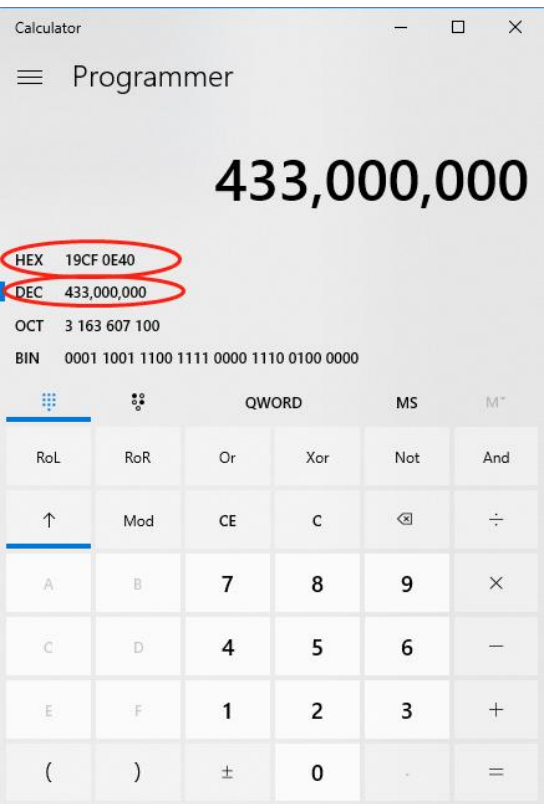 Calculator
Programmer
433,000,000
HEX 19CF 0E40
DEC 433,000,000
OCT 3 163 607 100
BIN 0001 1001 1100 1111 0000 1110 0100 0000
QWORD MS M
RoL RoR Or Xor Not And
↑ Mod CE C ⌫ ÷
A B 7 8 9 ×
C D 4 5 6 −
E F 1 2 3 +
( ) ± 0 . =